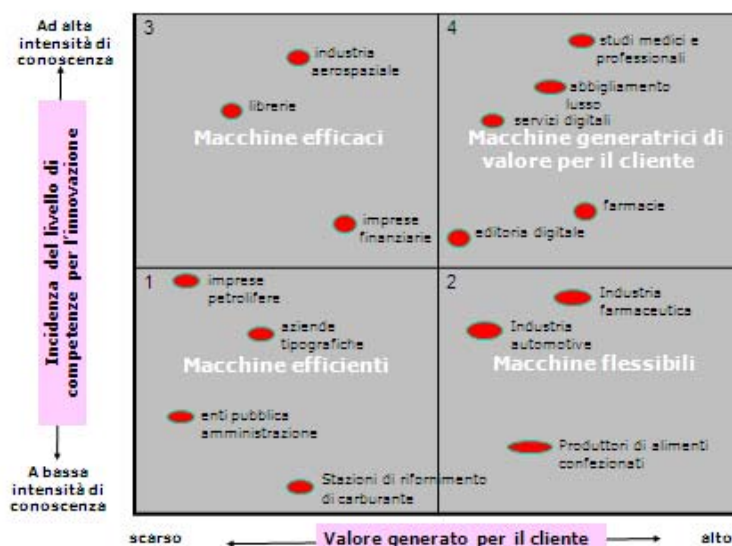 Ad alta
intensità di
conoscenza
Incidenza del livello di
competenze per l'innovazione
A bassa
intensità di
conoscenza
3
industria
aerospaziale
librerie
Macchine efficaci
imprese
finanziarie
4
studi medici e
professionali
abbigliamento
lusso
servizi digitali
Macchine generatrici di
valore per il cliente
farmacie
editoria digitale
1
imprese
petrolifere
aziende
tipografiche
Macchine efficienti
enti pubblica
amministrazione
Stazioni di rifornimento
di carburante
2
Industria
farmaceutica
Industria
automotive
Macchine flessibili
Produttori di alimenti
confezionati
scarso
Valore generato per il cliente
alto